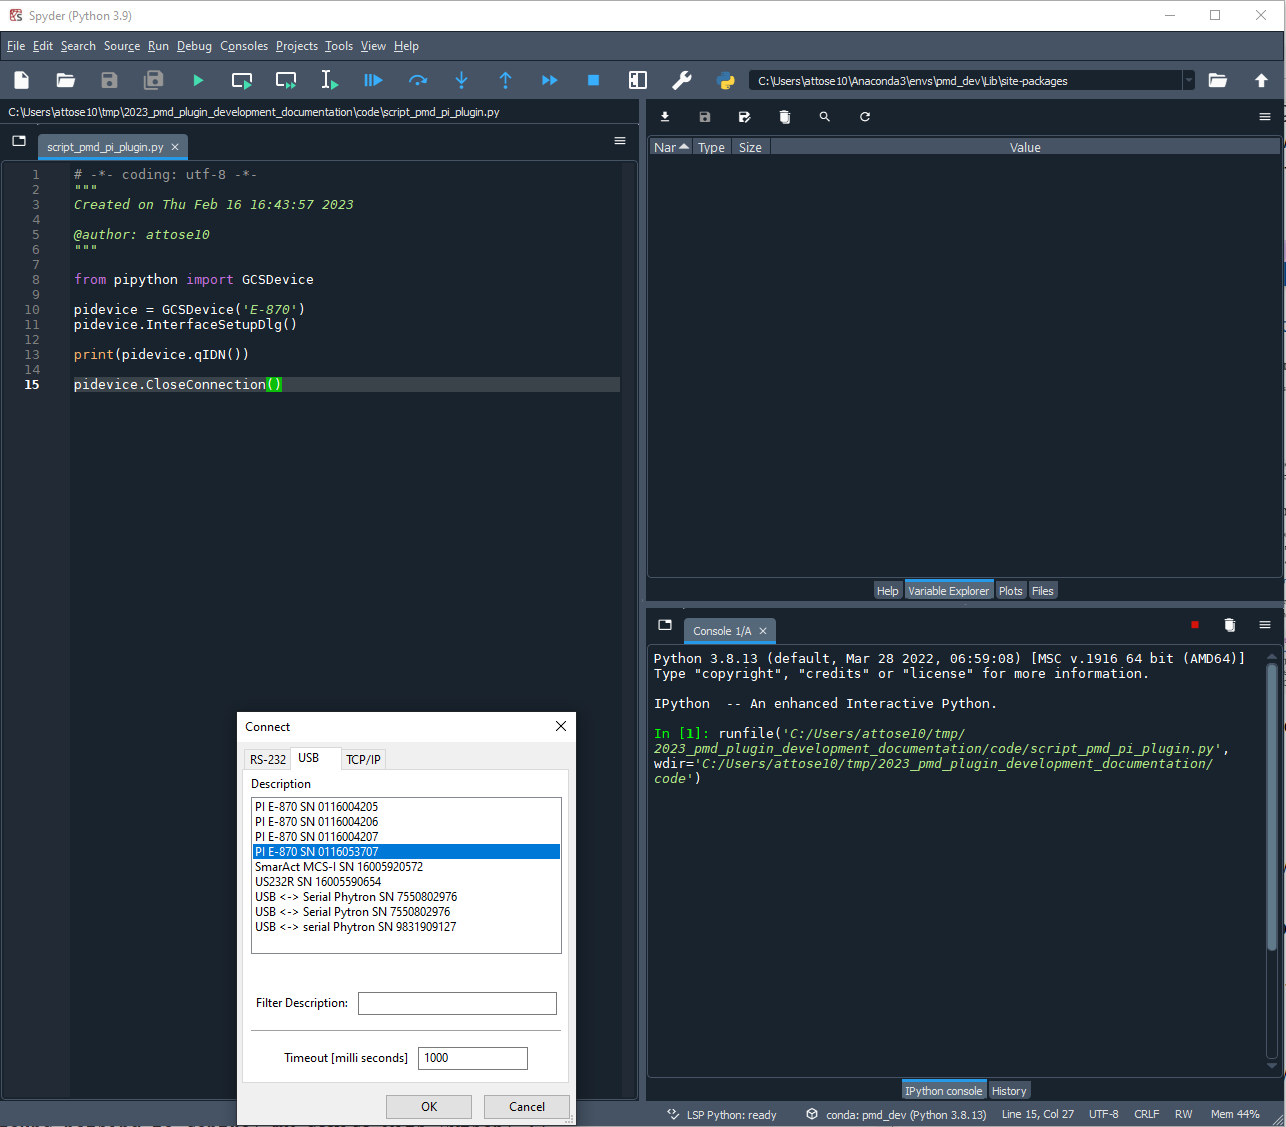 Spyder (Python 3.9)
File Edit Search Source Run Debug Consoles Projects Tools View Help
C:\Users\attose10\Anaconda3\envs\pmd_dev\Lib\site-packages
C:\Users\attose10\tmp\2023_pmd_plugin_development_documentation\code\script_pmd_pi_plugin.py
script_pmd_pi_plugin.py
1 # -*- coding: utf-8 -*-
2 """
3 Created on Thu Feb 16 16:43:57 2023
4
5 @author: attose10
6 """
7
8 from pipython import GCSDevice
9
10 pidevice = GCSDevice('E-870')
11 pidevice.InterfaceSetupDlg()
12
13 print(pidevice.qIDN())
14
15 pidevice.CloseConnection()
Nar Type Size Value
Help Variable Explorer Plots Files
Console 1/A
Python 3.8.13 (default, Mar 28 2022, 06:59:08) [MSC v.1916 64 bit (AMD64)]
Type "copyright", "credits" or "license" for more information.
IPython -- An enhanced Interactive Python.
In [1]: runfile('C:/Users/attose10/tmp/
2023_pmd_plugin_development_documentation/code/script_pmd_pi_plugin.py',
wdir='C:/Users/attose10/tmp/2023_pmd_plugin_development_documentation/
code')
IPython console History
Connect
RS-232 USB TCP/IP
Description
PI E-870 SN 0116004205
PI E-870 SN 0116004206
PI E-870 SN 0116004207
PI E-870 SN 0116053707
SmarAct MCS-I SN 16005920572
US232R SN 16005590654
USB <-> Serial Phytron SN 7550802976
USB <-> Serial Pytron SN 7550802976
USB <-> serial Phytron SN 9831909127
Filter Description:
Timeout [milli seconds] 1000
OK Cancel
LSP Python: ready conda: pmd_dev (Python 3.8.13) Line 15, Col 27 UTF-8 CRLF RW Mem 44%